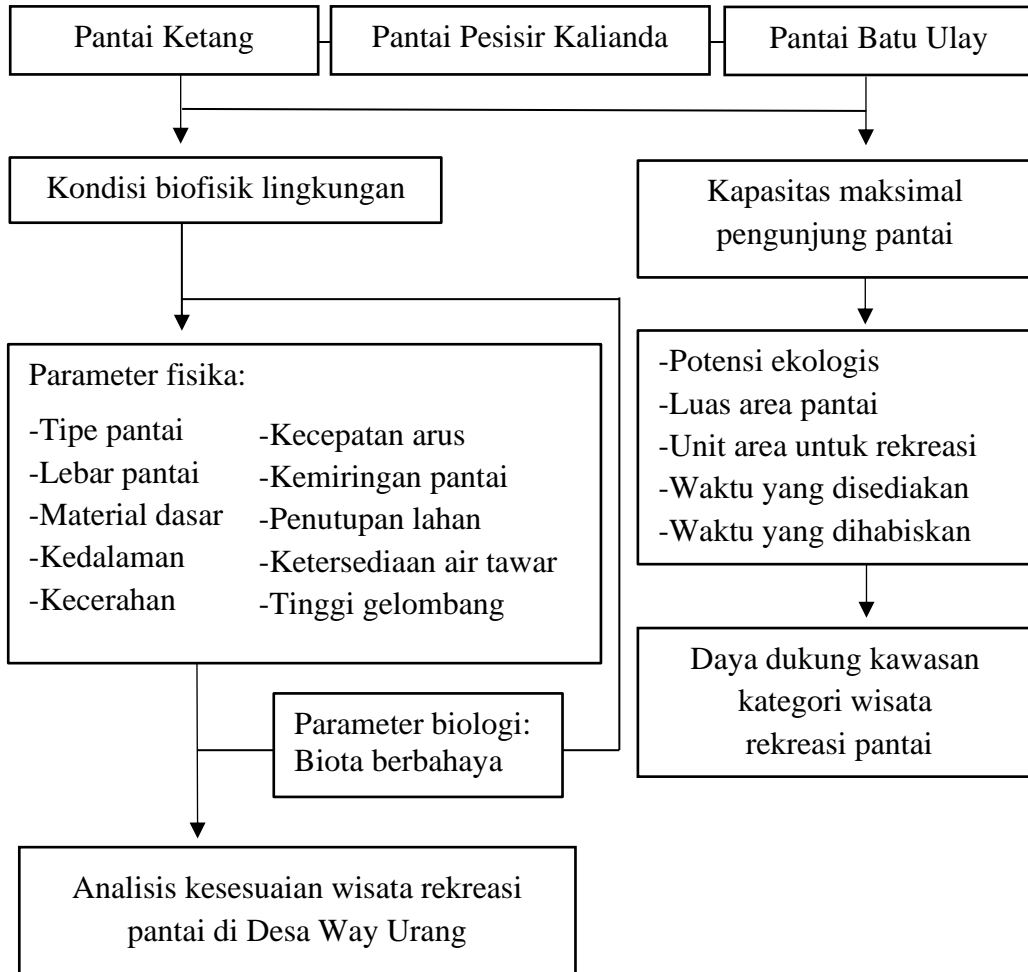 Pantai Ketang
Pantai Pesisir Kalianda
Pantai Batu Ulay
Kondisi biofisik lingkungan
Kapasitas maksimal
pengunjung pantai
Parameter fisika:
-Tipe pantai
-Lebar pantai
-Material dasar
-Kedalaman
-Kecerahan
-Kecepatan arus
-Kemiringan pantai
-Penutupan lahan
-Ketersediaan air tawar
-Tinggi gelombang
-Potensi ekologis
-Luas area pantai
-Unit area untuk rekreasi
-Waktu yang disediakan
-Waktu yang dihabiskan
Parameter biologi:
Biota berbahaya
Daya dukung kawasan
kategori wisata
rekreasi pantai
Analisis kesesuaian wisata rekreasi
pantai di Desa Way Urang